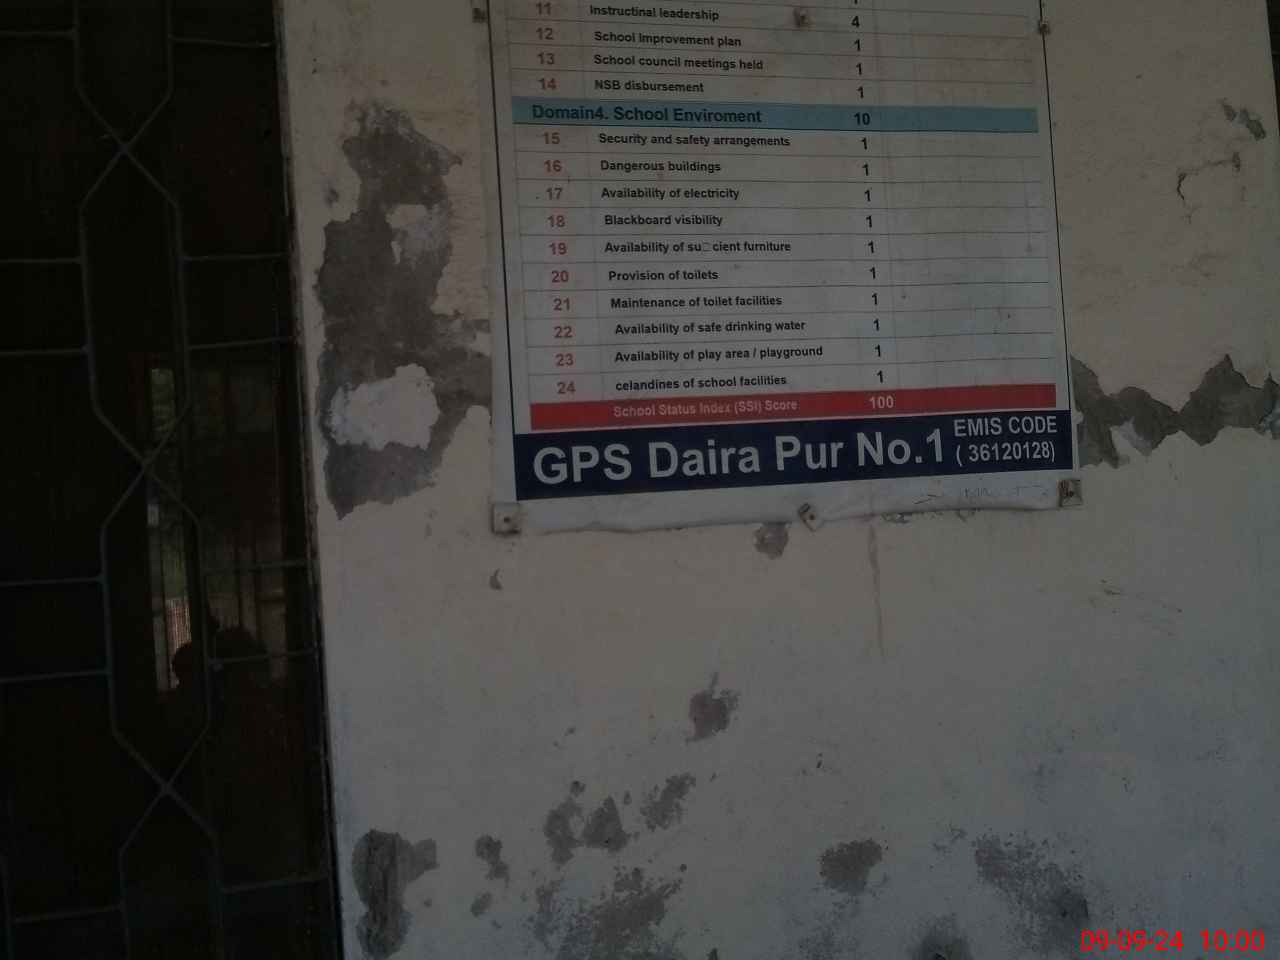 11 Instructinal leadership 4
12 School Improvement plan 1
13 School council meetings held 1
14 NSB disbursement 1
Domain4. School Enviroment 10
15 Security and safety arrangements 1
16 Dangerous buildings 1
17 Availability of electricity 1
18 Blackboard visibility 1
19 Availability of su□cient furniture 1
20 Provision of toilets 1
21 Maintenance of toilet facilities 1
22 Availability of safe drinking water 1
23 Availability of play area / playground 1
24 celandines of school facilities 1
School Status Index (SSI) Score 100
GPS Daira Pur No.1 EMIS CODE
( 36120128)
09-09-24 10:00